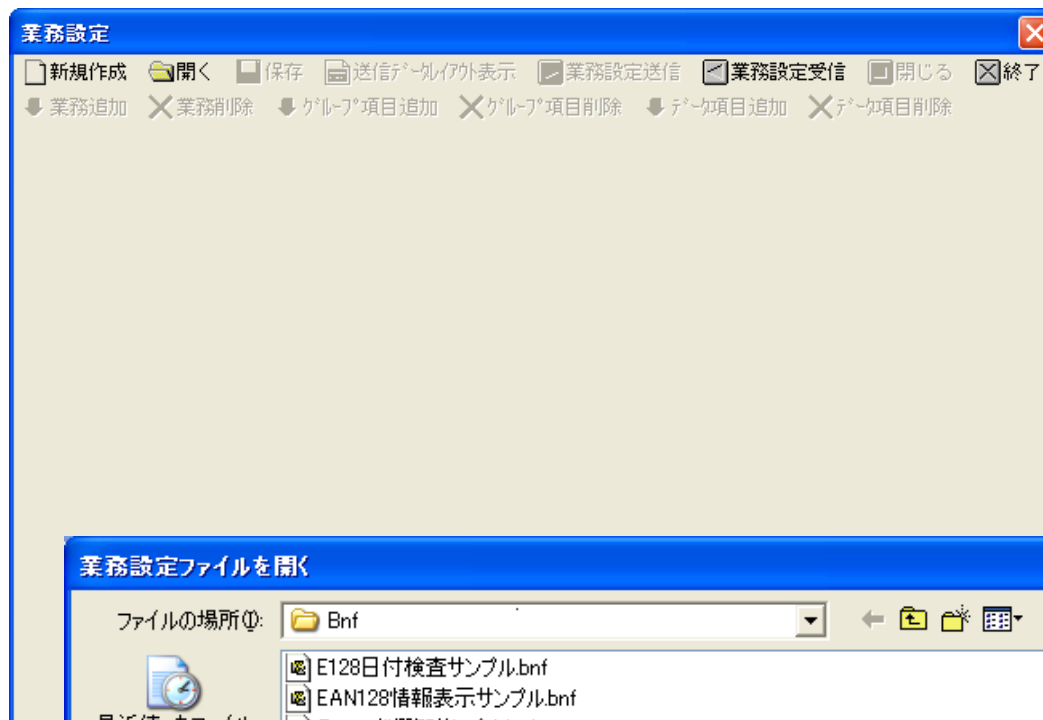 業務設定
新規作成 開く 保存 送信ﾃﾞｰﾀﾚｲｱｳﾄ表示 業務設定送信 業務設定受信 閉じる 終了
業務追加 業務削除 ｸﾞﾙｰﾌﾟ項目追加 ｸﾞﾙｰﾌﾟ項目削除 ﾃﾞｰﾀ項目追加 ﾃﾞｰﾀ項目削除
業務設定ファイルを開く
ファイルの場所(I): Bnf
E128日付検査サンプル.bnf
EAN128情報表示サンプル.bnf